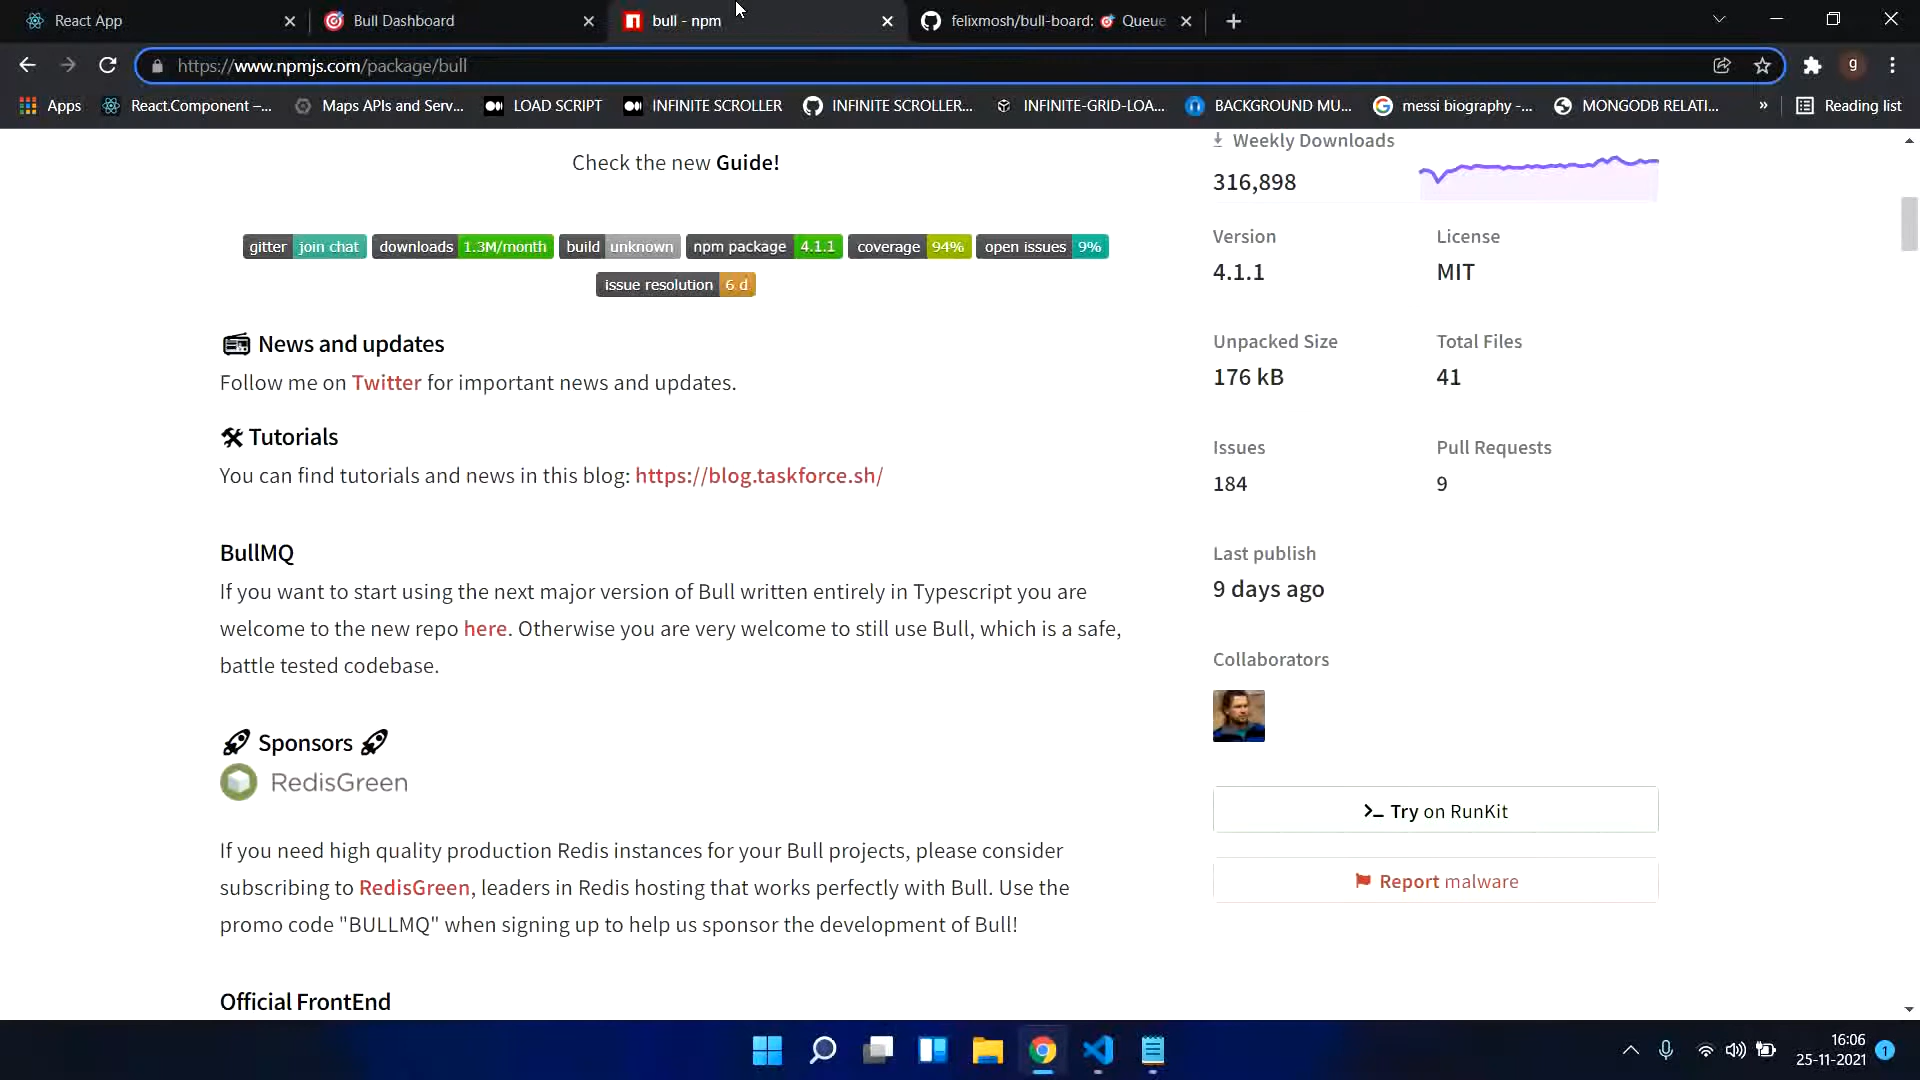 React App
Bull Dashboard
bull - npm
felixmosh/bull-board: 🎯 Queue
https://www.npmjs.com/package/bull
g
Apps
React.Component –...
Maps APIs and Serv...
LOAD SCRIPT
INFINITE SCROLLER
INFINITE SCROLLER...
INFINITE-GRID-LOA...
BACKGROUND MU...
messi biography -...
MONGODB RELATI...
»
Reading list
Check the new Guide!
gitter join chat downloads 1.3M/month build unknown npm package 4.1.1 coverage 94% open issues 9%
issue resolution 6 d
📻 News and updates
Follow me on Twitter for important news and updates.
🛠 Tutorials
You can find tutorials and news in this blog: https://blog.taskforce.sh/
BullMQ
If you want to start using the next major version of Bull written entirely in Typescript you are
welcome to the new repo here. Otherwise you are very welcome to still use Bull, which is a safe,
battle tested codebase.
🚀 Sponsors 🚀
RedisGreen
If you need high quality production Redis instances for your Bull projects, please consider
subscribing to RedisGreen, leaders in Redis hosting that works perfectly with Bull. Use the
promo code "BULLMQ" when signing up to help us sponsor the development of Bull!
Official FrontEnd
Weekly Downloads
316,898
Version
4.1.1
License
MIT
Unpacked Size
176 kB
Total Files
41
Issues
184
Pull Requests
9
Last publish
9 days ago
Collaborators
Try on RunKit
Report malware
16:06
25-11-2021
1